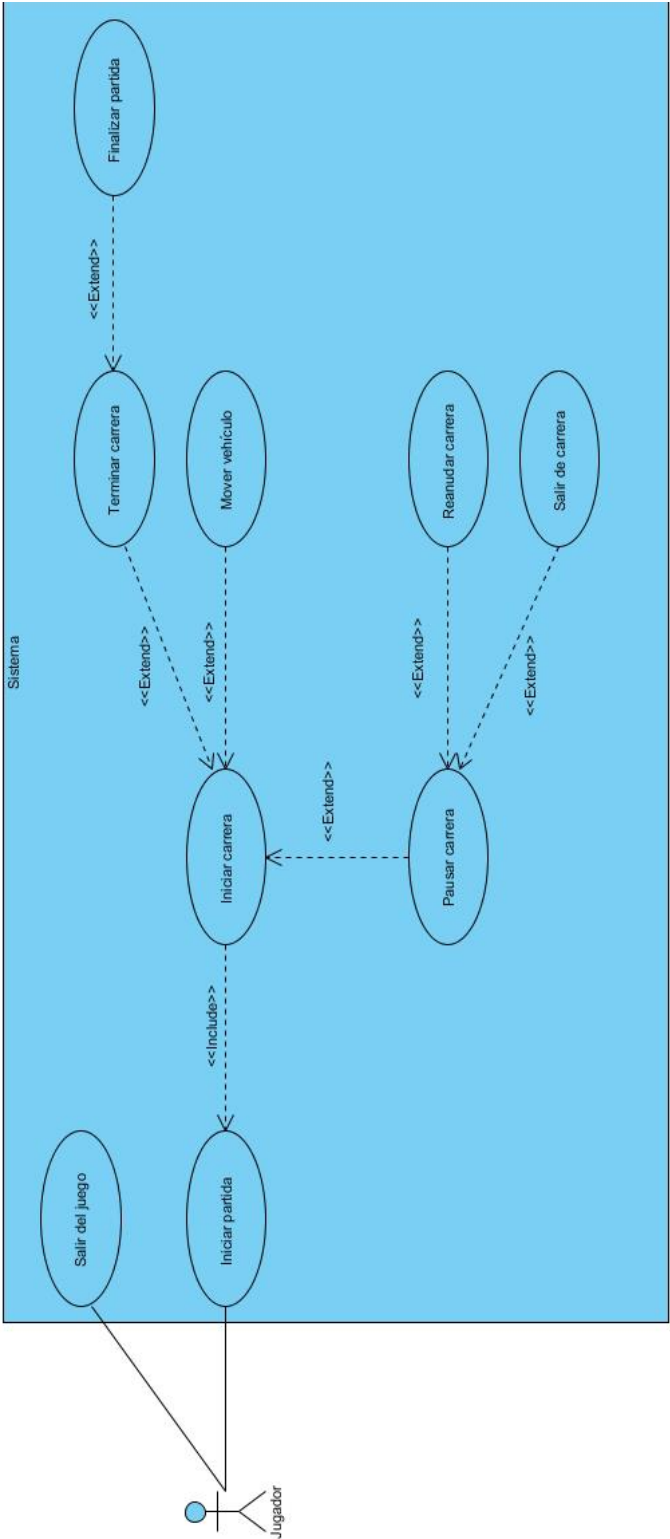 Sistema
Jugador
Salir del juego
Iniciar partida
<<Include>>
Iniciar carrera
<<Extend>>
<<Extend>>
<<Extend>>
Terminar carrera
Mover vehículo
<<Extend>>
Finalizar partida
Pausar carrera
<<Extend>>
<<Extend>>
Reanudar carrera
Salir de carrera